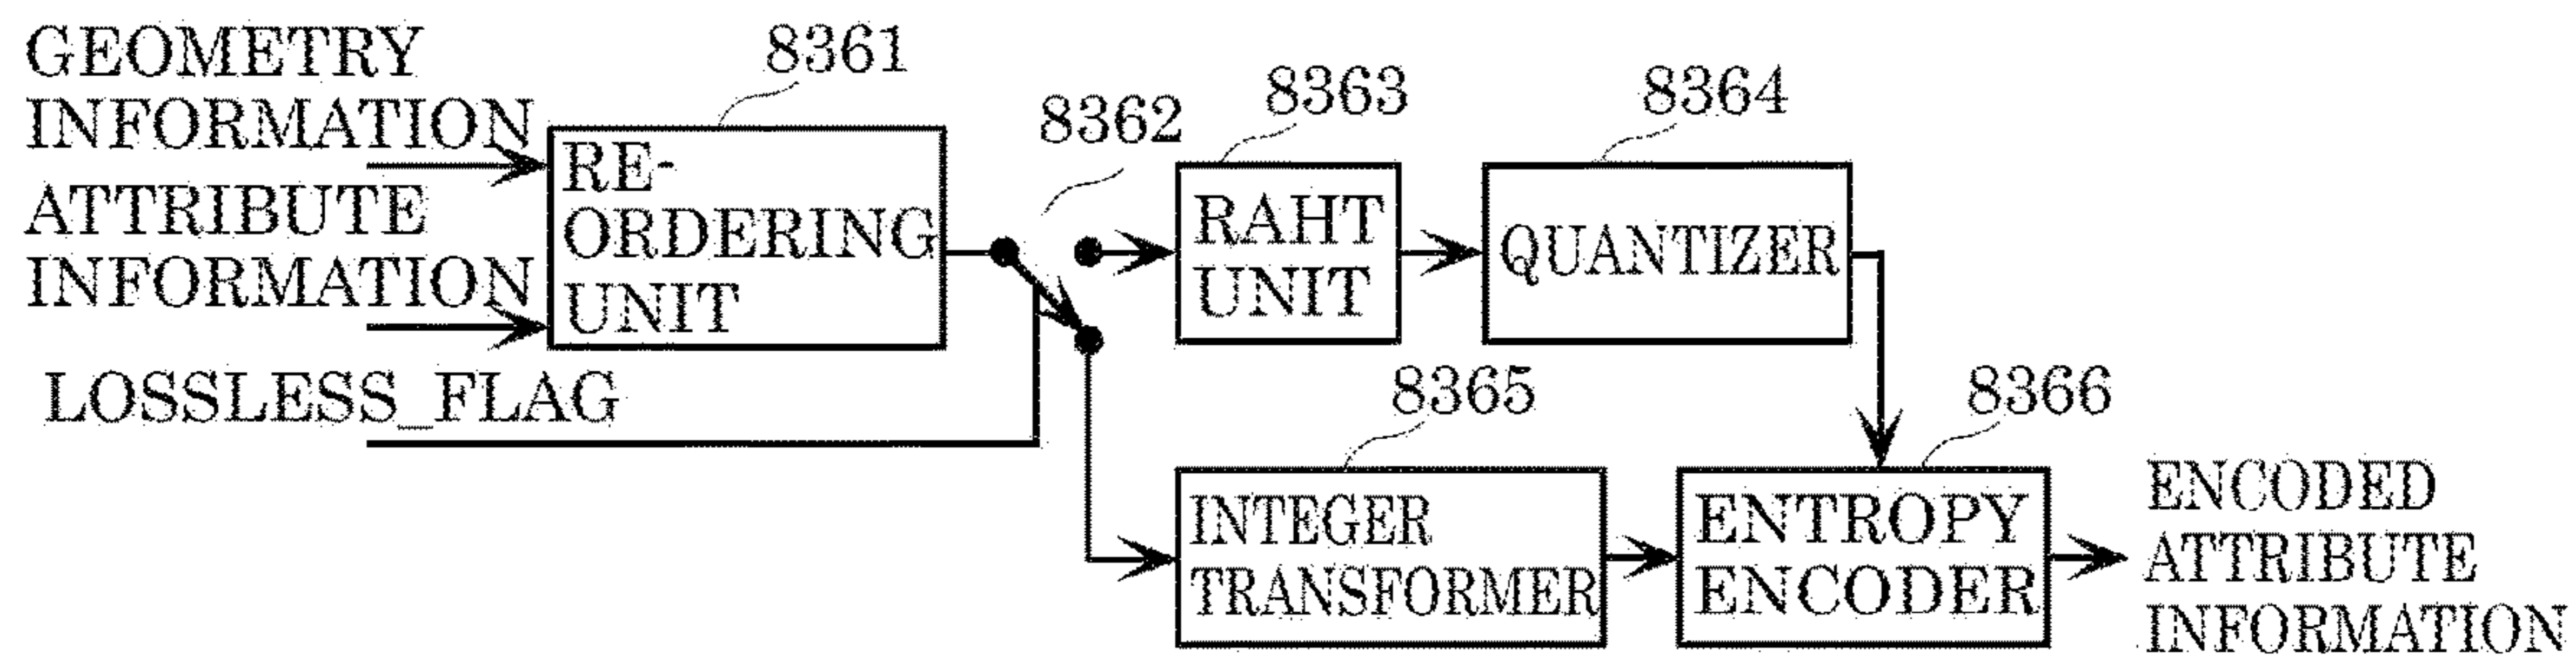 GEOMETRY
INFORMATION
ATTRIBUTE
INFORMATION
LOSSLESS_FLAG
8361
RE-
ORDERING
UNIT
8362
8363
RAHT
UNIT
8364
QUANTIZER
8365
INTEGER
TRANSFORMER
8366
ENTROPY
ENCODER
ENCODED
ATTRIBUTE
INFORMATION